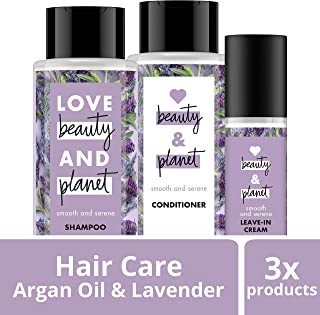 LOVE
beauty
AND
planet
smooth and serene
SHAMPOO
beauty
&
planet
smooth and serene
CONDITIONER
beauty
&
planet
smooth and serene
LEAVE-IN
CREAM
Hair Care
Argan Oil & Lavender
3x
products